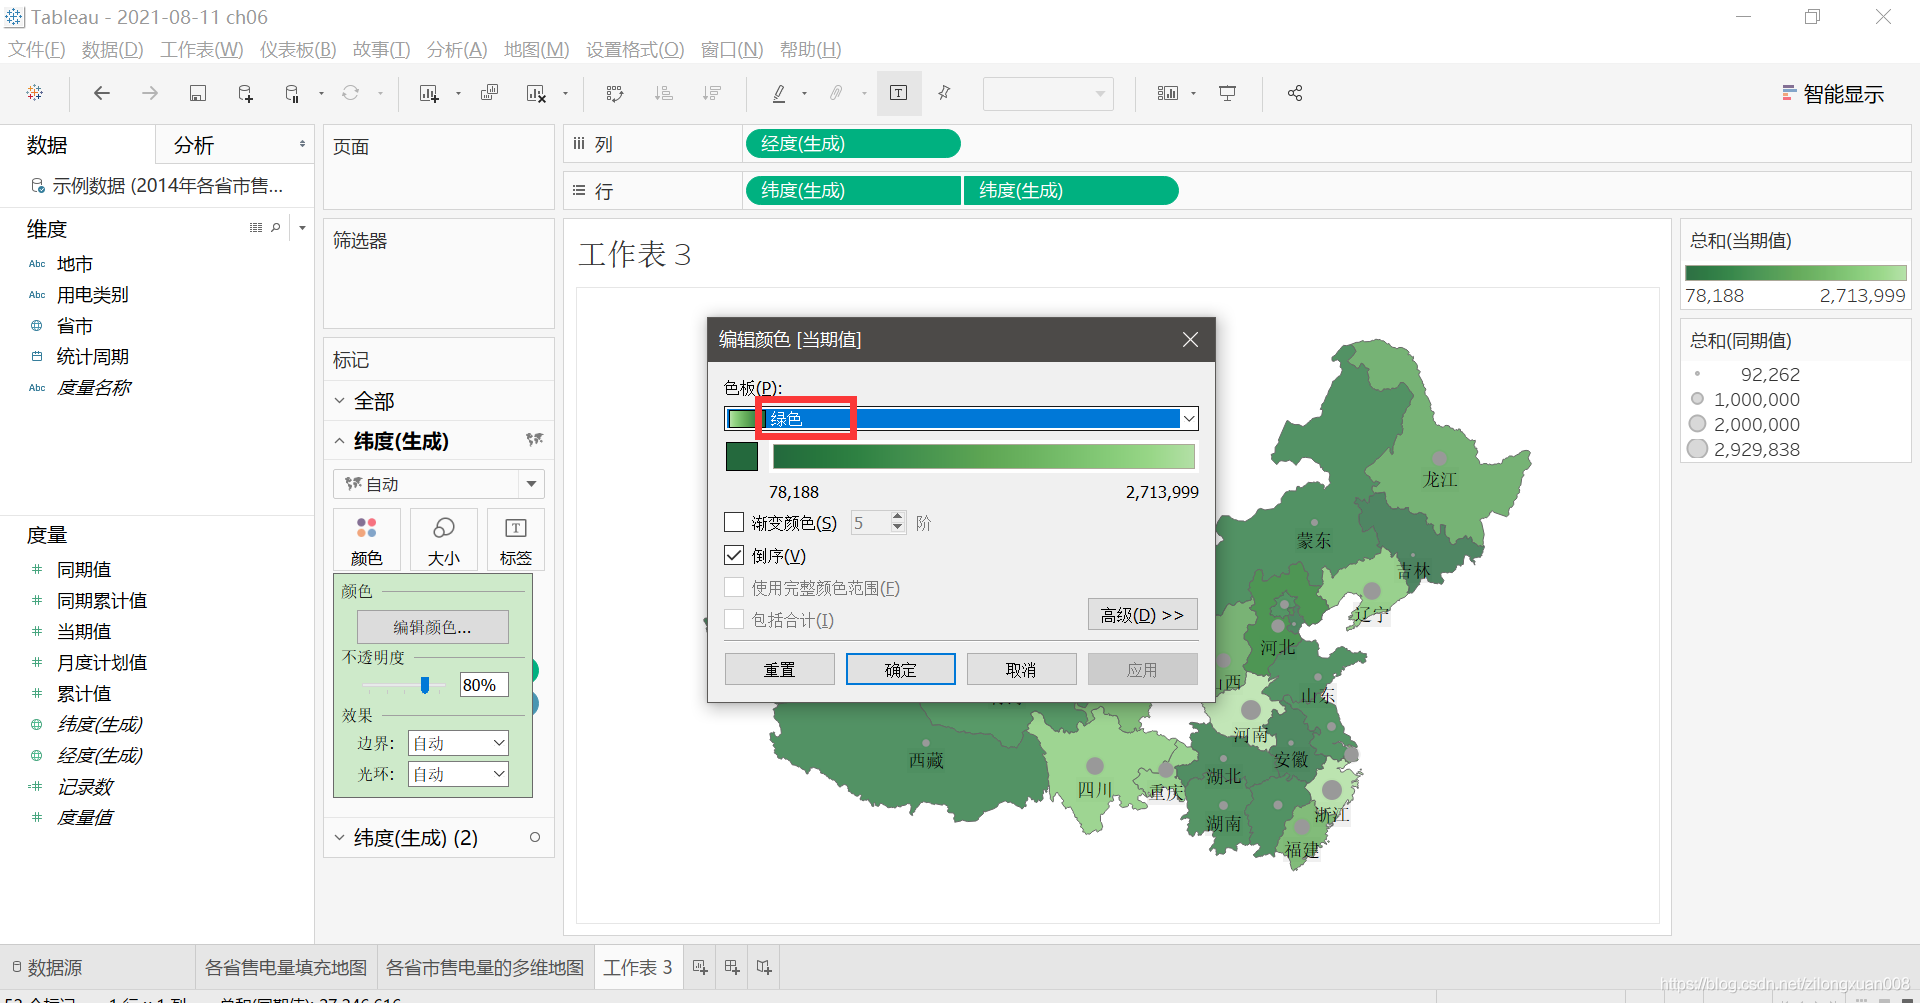 Tableau - 2021-08-11 ch06
文件(F) 数据(D) 工作表(W) 仪表板(B) 故事(T) 分析(A) 地图(M) 设置格式(O) 窗口(N) 帮助(H)
智能显示
数据 分析
示例数据 (2014年各省市售...
维度
Abc 地市
Abc 用电类别
省市
统计周期
Abc 度量名称
度量
同期值
同期累计值
当期值
月度计划值
累计值
纬度(生成)
经度(生成)
记录数
度量值
页面
筛选器
标记
全部
纬度(生成)
自动
颜色 大小 标签
颜色
编辑颜色...
不透明度
80%
效果
边界: 自动
光环: 自动
纬度(生成) (2)
列 经度(生成)
行 纬度(生成) 纬度(生成)
工作表 3
编辑颜色 [当期值]
色板(P):
绿色
78,188 2,713,999
渐变颜色(S) 5 阶
倒序(V)
使用完整颜色范围(F)
包括合计(I)
高级(D) >>
重置 确定 取消 应用
龙江
蒙东
吉林
辽宁
河北
山西
山东
河南
西藏
安徽
四川
重庆
湖北
浙江
湖南
福建
总和(当期值)
78,188 2,713,999
总和(同期值)
92,262
1,000,000
2,000,000
2,929,838
数据源 各省售电量填充地图 各省市售电量的多维地图 工作表 3
https://blog.csdn.net/zilongxuan008